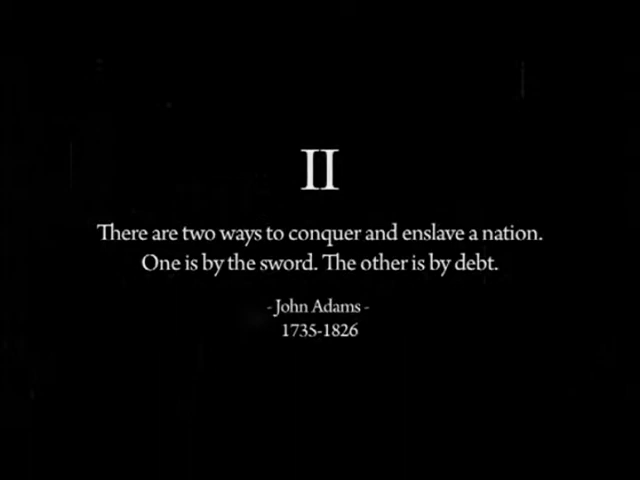 II
There are two ways to conquer and enslave a nation.
One is by the sword. The other is by debt.
- John Adams -
1735-1826